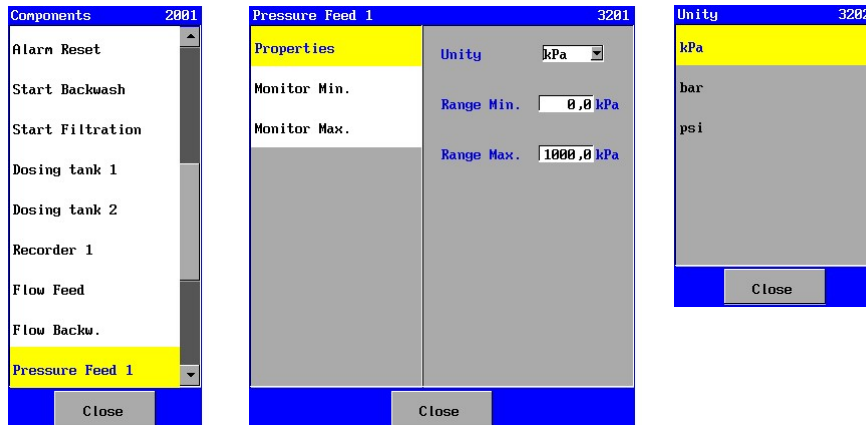 Components 2001
Alarm Reset
Start Backwash
Start Filtration
Dosing tank 1
Dosing tank 2
Recorder 1
Flow Feed
Flow Backw.
Pressure Feed 1
Close
Pressure Feed 1 3201
Properties
Monitor Min.
Monitor Max.
Unity kPa
Range Min. 0,0 kPa
Range Max. 1000,0 kPa
Close
Unity 3202
kPa
bar
psi
Close